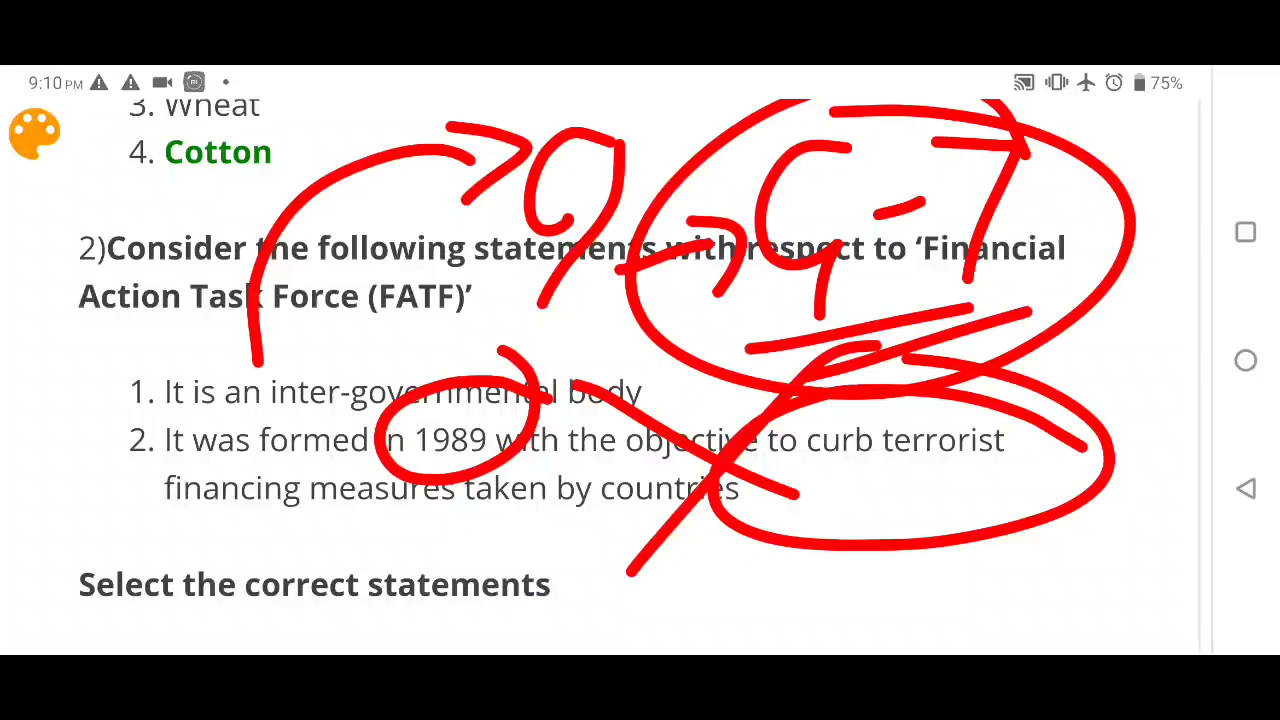 9:10 PM 75%
3. Wheat
4. Cotton
9 G-7
2)Consider the following statements with respect to ‘Financial
Action Task Force (FATF)’
1. It is an inter-governmental body
2. It was formed in 1989 with the objective to curb terrorist
financing measures taken by countries
Select the correct statements